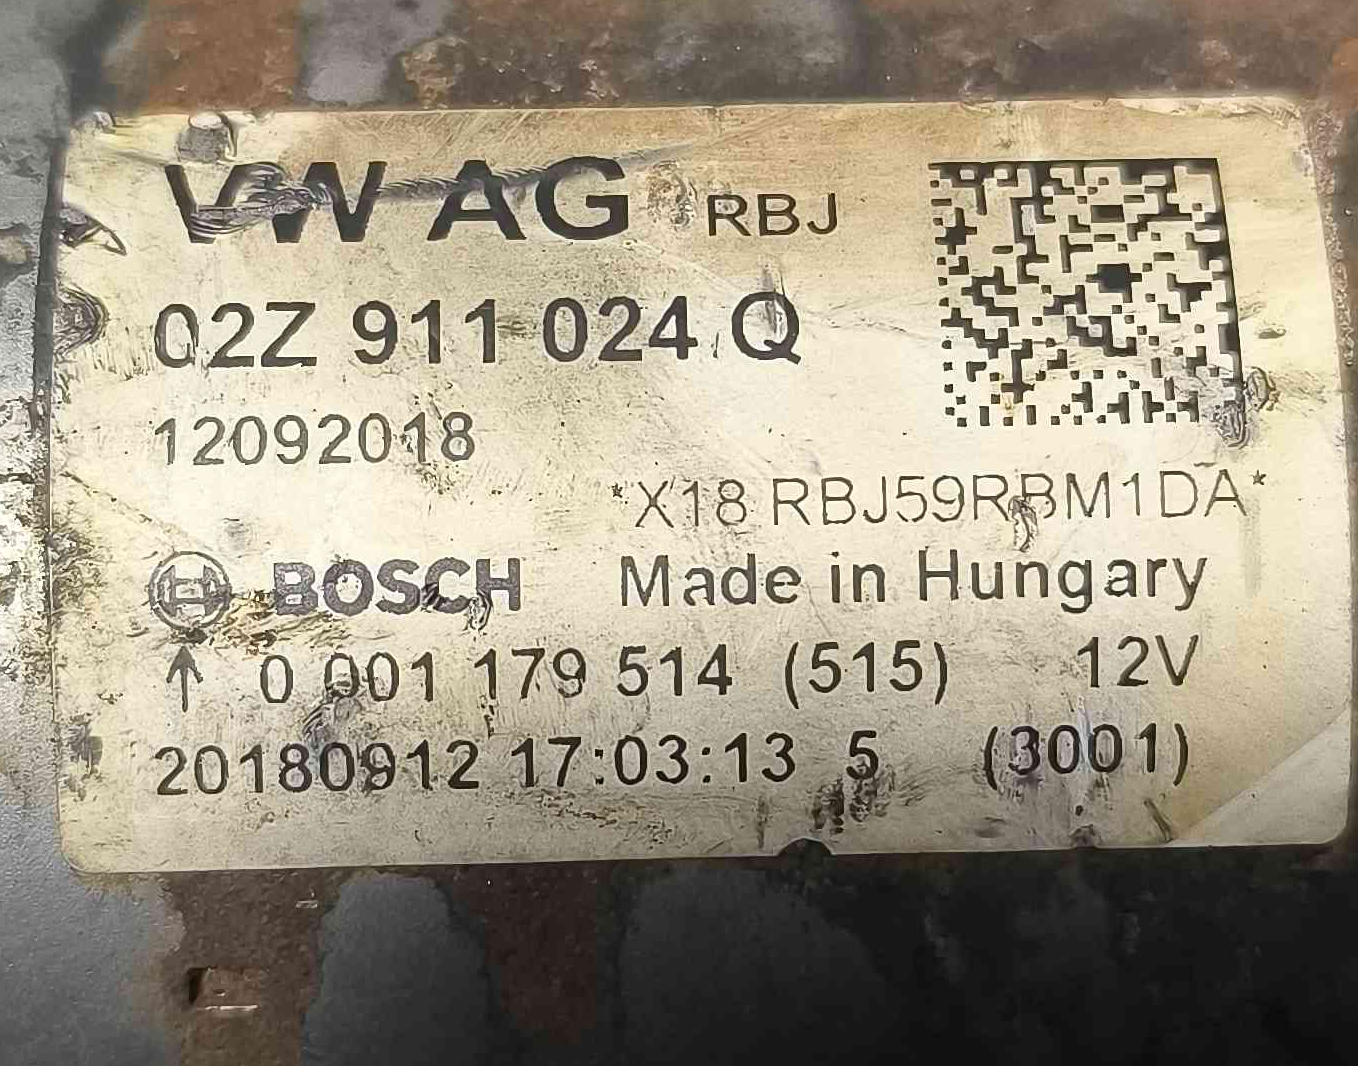 VW AG RBJ
02Z 911 024 Q
12092018
*X18 RBJ59RBM1DA*
BOSCH Made in Hungary
↑ 0 001 179 514 (515) 12V
20180912 17:03:13 5 (3001)